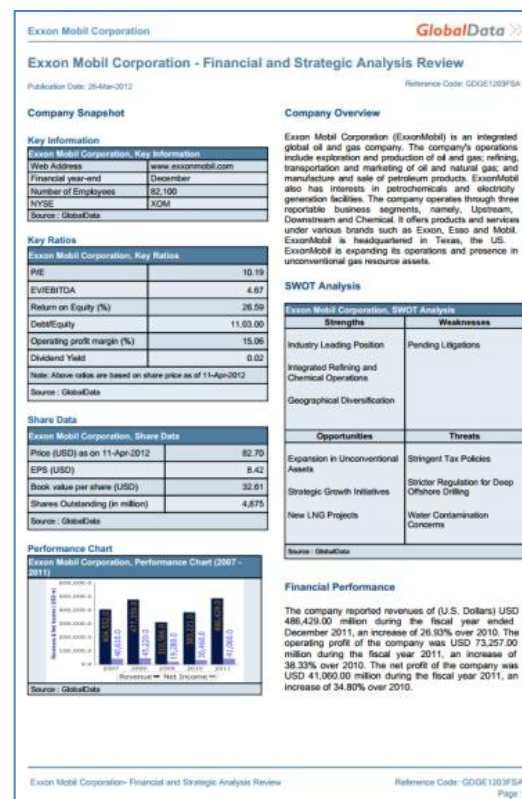 Exxon Mobil Corporation
GlobalData
Exxon Mobil Corporation - Financial and Strategic Analysis Review
Publication Date: 26-Mar-2012
Reference Code: GDGE1203FSA
Company Snapshot
Key Information
Exxon Mobil Corporation, Key Information
Web Address www.exxonmobil.com
Financial year-end December
Number of Employees 82,100
NYSE XOM
Source : GlobalData
Key Ratios
Exxon Mobil Corporation, Key Ratios
P/E 10.19
EV/EBITDA 4.67
Return on Equity (%) 26.59
Debt/Equity 11.03.00
Operating profit margin (%) 15.06
Dividend Yield 0.02
Note: Above ratios are based on share price as of 11-Apr-2012
Source : GlobalData
Share Data
Exxon Mobil Corporation, Share Data
Price (USD) as on 11-Apr-2012 82.70
EPS (USD) 8.42
Book value per share (USD) 32.61
Shares Outstanding (in million) 4,875
Source : GlobalData
Performance Chart
Exxon Mobil Corporation, Performance Chart (2007 -
2011)
2007 2008 2009 2010 2011
Revenue Net Income
Source : GlobalData
Company Overview
Exxon Mobil Corporation (ExxonMobil) is an integrated
global oil and gas company. The company's operations
include exploration and production of oil and gas; refining,
transportation and marketing of oil and natural gas; and
manufacture and sale of petroleum products. ExxonMobil
also has interests in petrochemicals and electricity
generation facilities. The company operates through three
reportable business segments, namely, Upstream,
Downstream and Chemical. It offers products and services
under various brands such as Exxon, Esso and Mobil.
ExxonMobil is headquartered in Texas, the US.
ExxonMobil is expanding its operations and presence in
unconventional gas resource assets.
SWOT Analysis
Exxon Mobil Corporation, SWOT Analysis
Strengths Weaknesses
Industry Leading Position Pending Litigations
Integrated Refining and
Chemical Operations
Geographical Diversification
Opportunities Threats
Expansion in Unconventional
Assets
Stringent Tax Policies
Strategic Growth Initiatives
Stricter Regulation for Deep
Offshore Drilling
New LNG Projects
Water Contamination
Concerns
Source : GlobalData
Financial Performance
The company reported revenues of (U.S. Dollars) USD
486,429.00 million during the fiscal year ended
December 2011, an increase of 26.93% over 2010. The
operating profit of the company was USD 73,257.00
million during the fiscal year 2011, an increase of
38.33% over 2010. The net profit of the company was
USD 41,060.00 million during the fiscal year 2011, an
increase of 34.80% over 2010.
Exxon Mobil Corporation- Financial and Strategic Analysis Review
Reference Code: GDGE1203FSA
Page